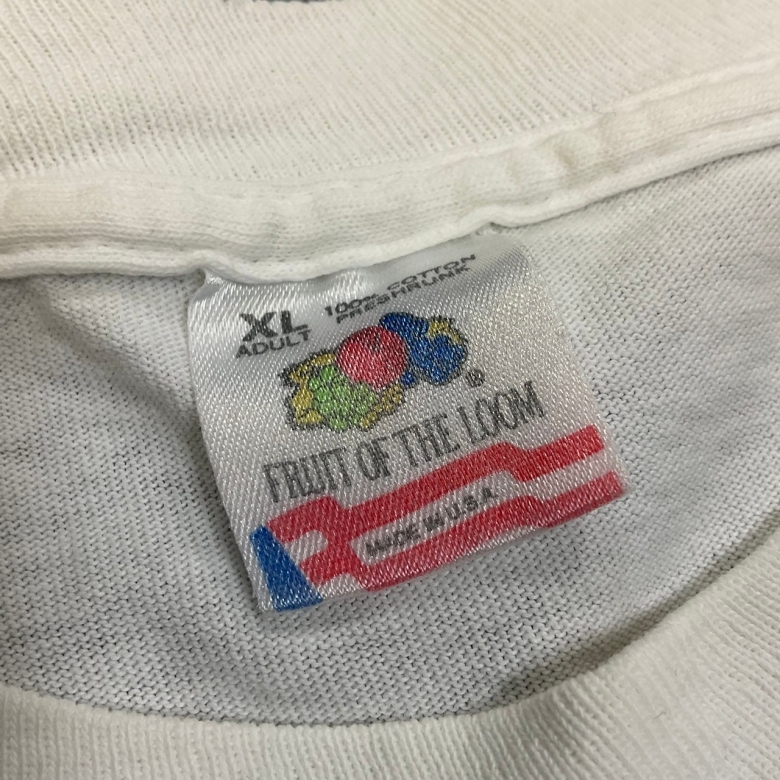 XL
ADULT
100% COTTON
PRESHRUNK
®
FRUIT OF THE LOOM
MADE IN U.S.A.